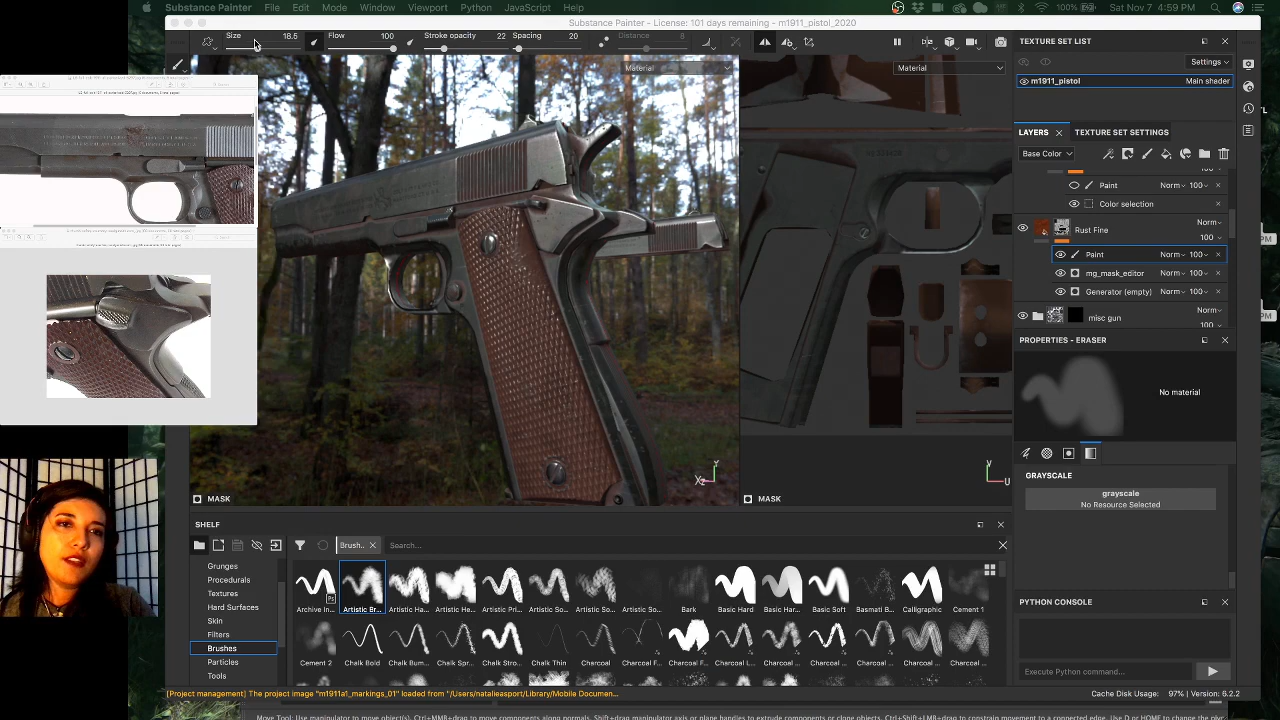 Substance Painter File Edit Mode Window Viewport Python JavaScript Sat Nov 7 4:59 PM
Substance Painter - License: 101 days remaining - m1911_pistol_2020
Size 18.5 Flow 100 Stroke opacity 22 Spacing 20 Distance 8
TEXTURE SET LIST
Material
Material
Settings
m1911_pistol Main shader
LAYERS TEXTURE SET SETTINGS
Base Color
Paint Norm 100
Color selection
Rust Fine Norm
100
Paint Norm 100
mg_mask_editor Norm 100
Generator (empty) Norm 100
misc gun Norm
100
PROPERTIES - ERASER
No material
GRAYSCALE
grayscale
No Resource Selected
X Y
Y U
MASK
MASK
SHELF
Brush.. Search...
Grunges
Procedurals
Textures
Hard Surfaces
Skin
Filters
Brushes
Particles
Tools
Archive In... Artistic Br... Artistic Ha... Artistic He... Artistic Pri... Artistic So... Artistic So... Artistic So... Bark Basic Hard Basic Har... Basic Soft Basmati B... Calligraphic Cement 1
Cement 2 Chalk Bold Chalk Bum... Chalk Spr... Chalk Stro... Chalk Thin Charcoal Charcoal F... Charcoal F... Charcoal L... Charcoal ... Charcoal ... Charcoal ... Charcoal ... Charcoal ...
PYTHON CONSOLE
Execute Python command...
[Project management] The project image "m1911a1_markings_01" loaded from "/Users/natalieasport/Library/Mobile Documen...
Cache Disk Usage: 97% | Version: 6.2.2